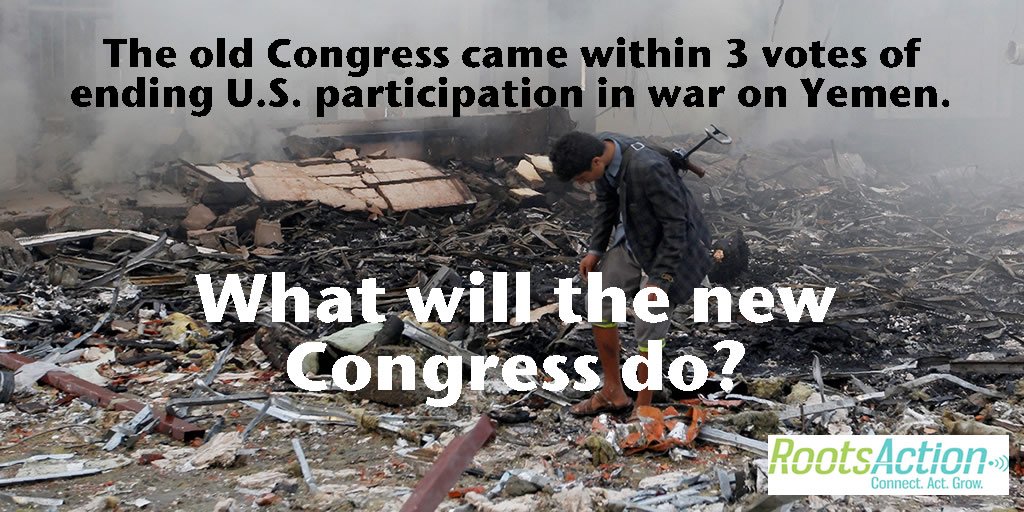 The old Congress came within 3 votes of
ending U.S. participation in war on Yemen.
What will the new
Congress do?
RootsAction
Connect. Act. Grow.